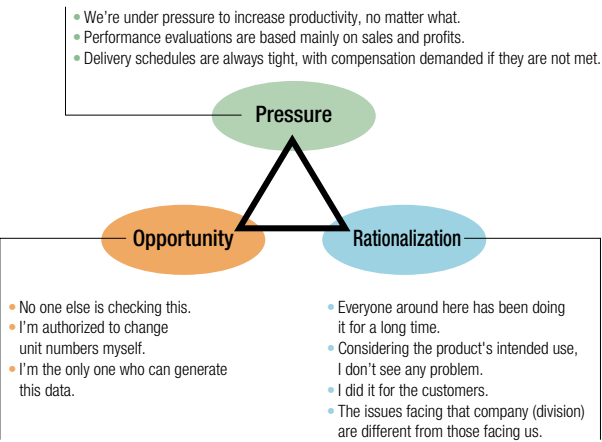 • We're under pressure to increase productivity, no matter what.
• Performance evaluations are based mainly on sales and profits.
• Delivery schedules are always tight, with compensation demanded if they are not met.
Pressure
Opportunity
Rationalization
• No one else is checking this.
• I'm authorized to change
unit numbers myself.
• I'm the only one who can generate
this data.
• Everyone around here has been doing
it for a long time.
• Considering the product's intended use,
I don't see any problem.
• I did it for the customers.
• The issues facing that company (division)
are different from those facing us.